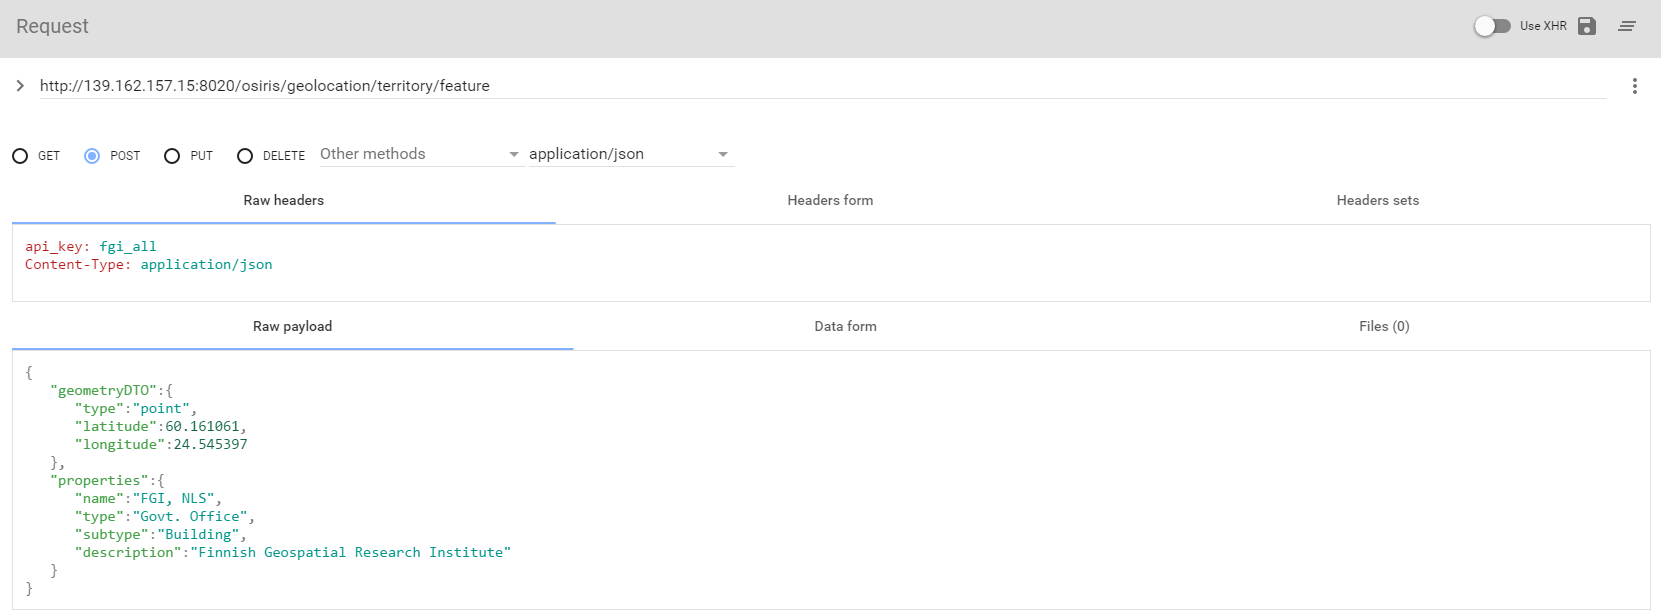 Request
Use XHR
http://139.162.157.15:8020/osiris/geolocation/territory/feature
GET POST PUT DELETE Other methods application/json
Raw headers Headers form Headers sets
api_key: fgi_all
Content-Type: application/json
Raw payload Data form Files (0)
{
"geometryDTO":{
"type":"point",
"latitude":60.161061,
"longitude":24.545397
},
"properties":{
"name":"FGI, NLS",
"type":"Govt. Office",
"subtype":"Building",
"description":"Finnish Geospatial Research Institute"
}
}